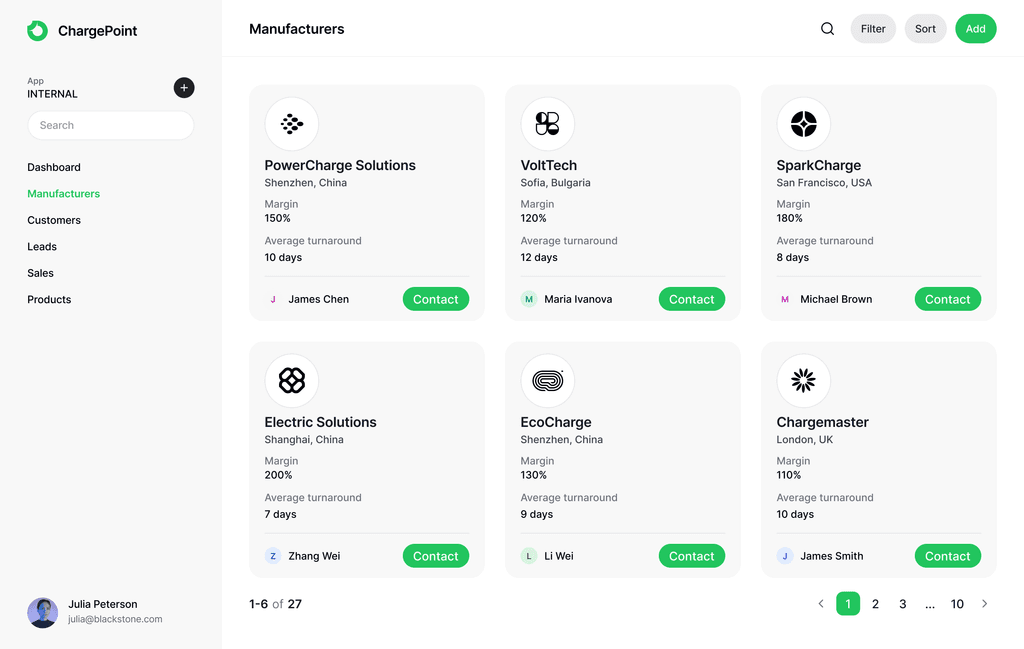 ChargePoint
App
INTERNAL
Search
Dashboard
Manufacturers
Customers
Leads
Sales
Products
Julia Peterson
julia@blackstone.com
Manufacturers
Filter
Sort
Add
PowerCharge Solutions
Shenzhen, China
Margin
150%
Average turnaround
10 days
J James Chen Contact
VoltTech
Sofia, Bulgaria
Margin
120%
Average turnaround
12 days
M Maria Ivanova Contact
SparkCharge
San Francisco, USA
Margin
180%
Average turnaround
8 days
M Michael Brown Contact
Electric Solutions
Shanghai, China
Margin
200%
Average turnaround
7 days
Z Zhang Wei Contact
EcoCharge
Shenzhen, China
Margin
130%
Average turnaround
9 days
L Li Wei Contact
Chargemaster
London, UK
Margin
110%
Average turnaround
10 days
J James Smith Contact
1-6 of 27
1 2 3 ... 10